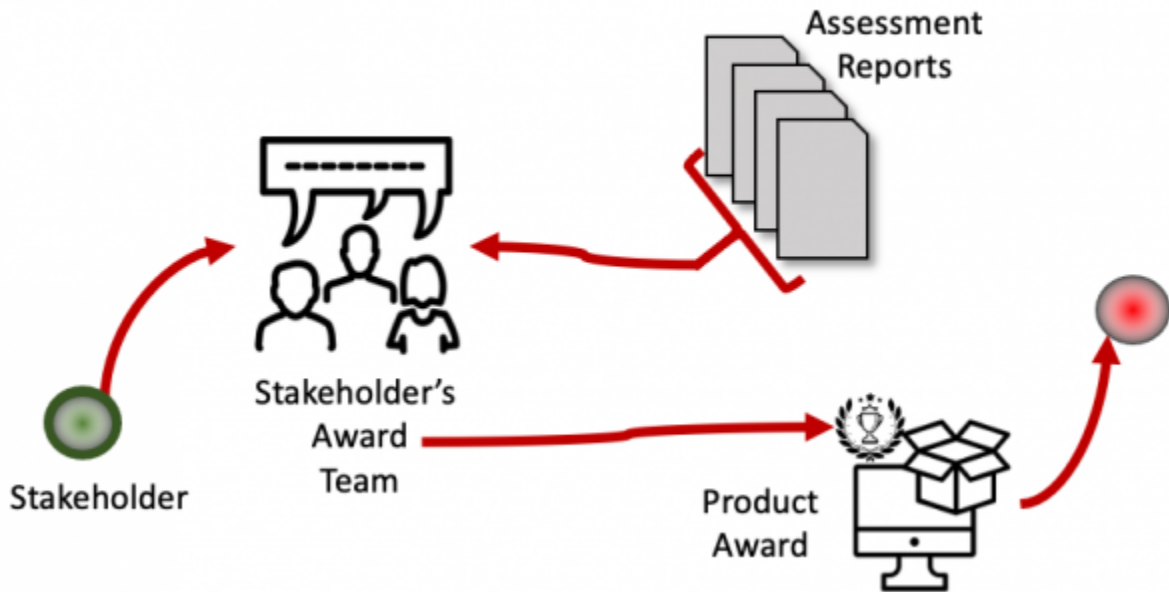 Assessment
Reports
Stakeholder's
Award
Team
Stakeholder
Product
Award